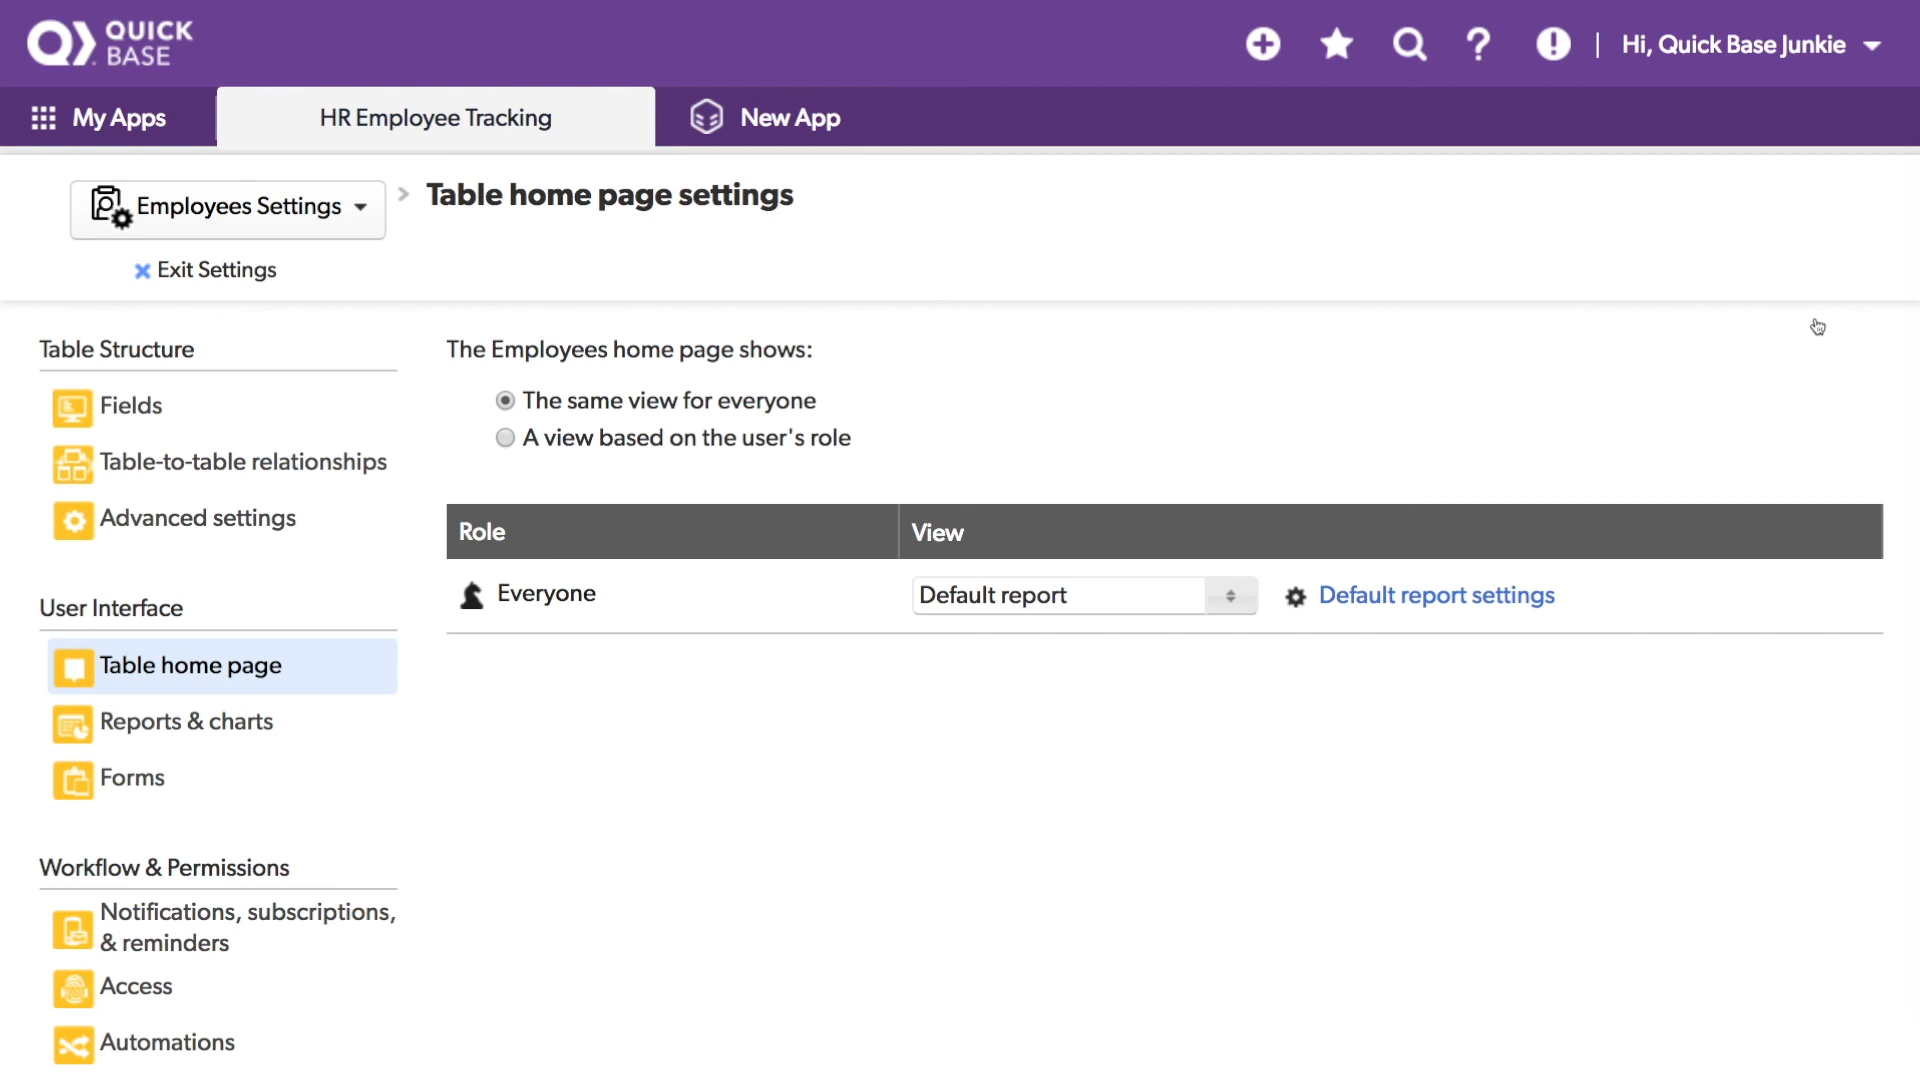 QUICK
BASE
Hi, Quick Base Junkie
My Apps
HR Employee Tracking
New App
Employees Settings
Table home page settings
Exit Settings
Table Structure
Fields
Table-to-table relationships
Advanced settings
User Interface
Table home page
Reports & charts
Forms
Workflow & Permissions
Notifications, subscriptions,
& reminders
Access
Automations
The Employees home page shows:
The same view for everyone
A view based on the user's role
Role View
Everyone Default report Default report settings